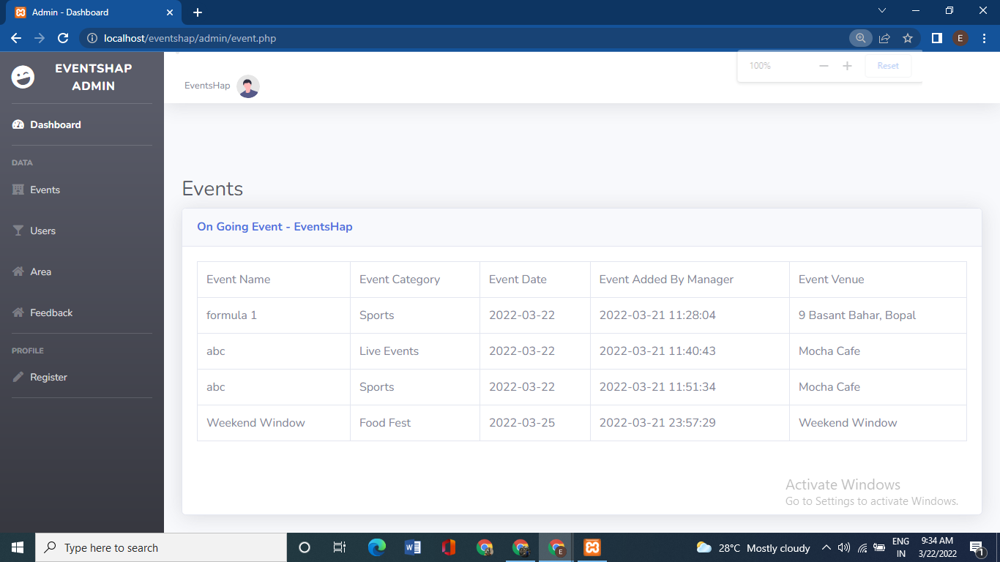 Admin - Dashboard
localhost/eventshap/admin/event.php
E
100%
Reset
EVENTSHAP
ADMIN
EventsHap
Dashboard
DATA
Events
Users
Area
Feedback
PROFILE
Register
Events
On Going Event - EventsHap
Event Name Event Category Event Date Event Added By Manager Event Venue
formula 1 Sports 2022-03-22 2022-03-21 11:28:04 9 Basant Bahar, Bopal
abc Live Events 2022-03-22 2022-03-21 11:40:43 Mocha Cafe
abc Sports 2022-03-22 2022-03-21 11:51:34 Mocha Cafe
Weekend Window Food Fest 2022-03-25 2022-03-21 23:57:29 Weekend Window
Activate Windows
Go to Settings to activate Windows.
Type here to search
W
E
28°C Mostly cloudy
ENG
IN
9:34 AM
3/22/2022
1